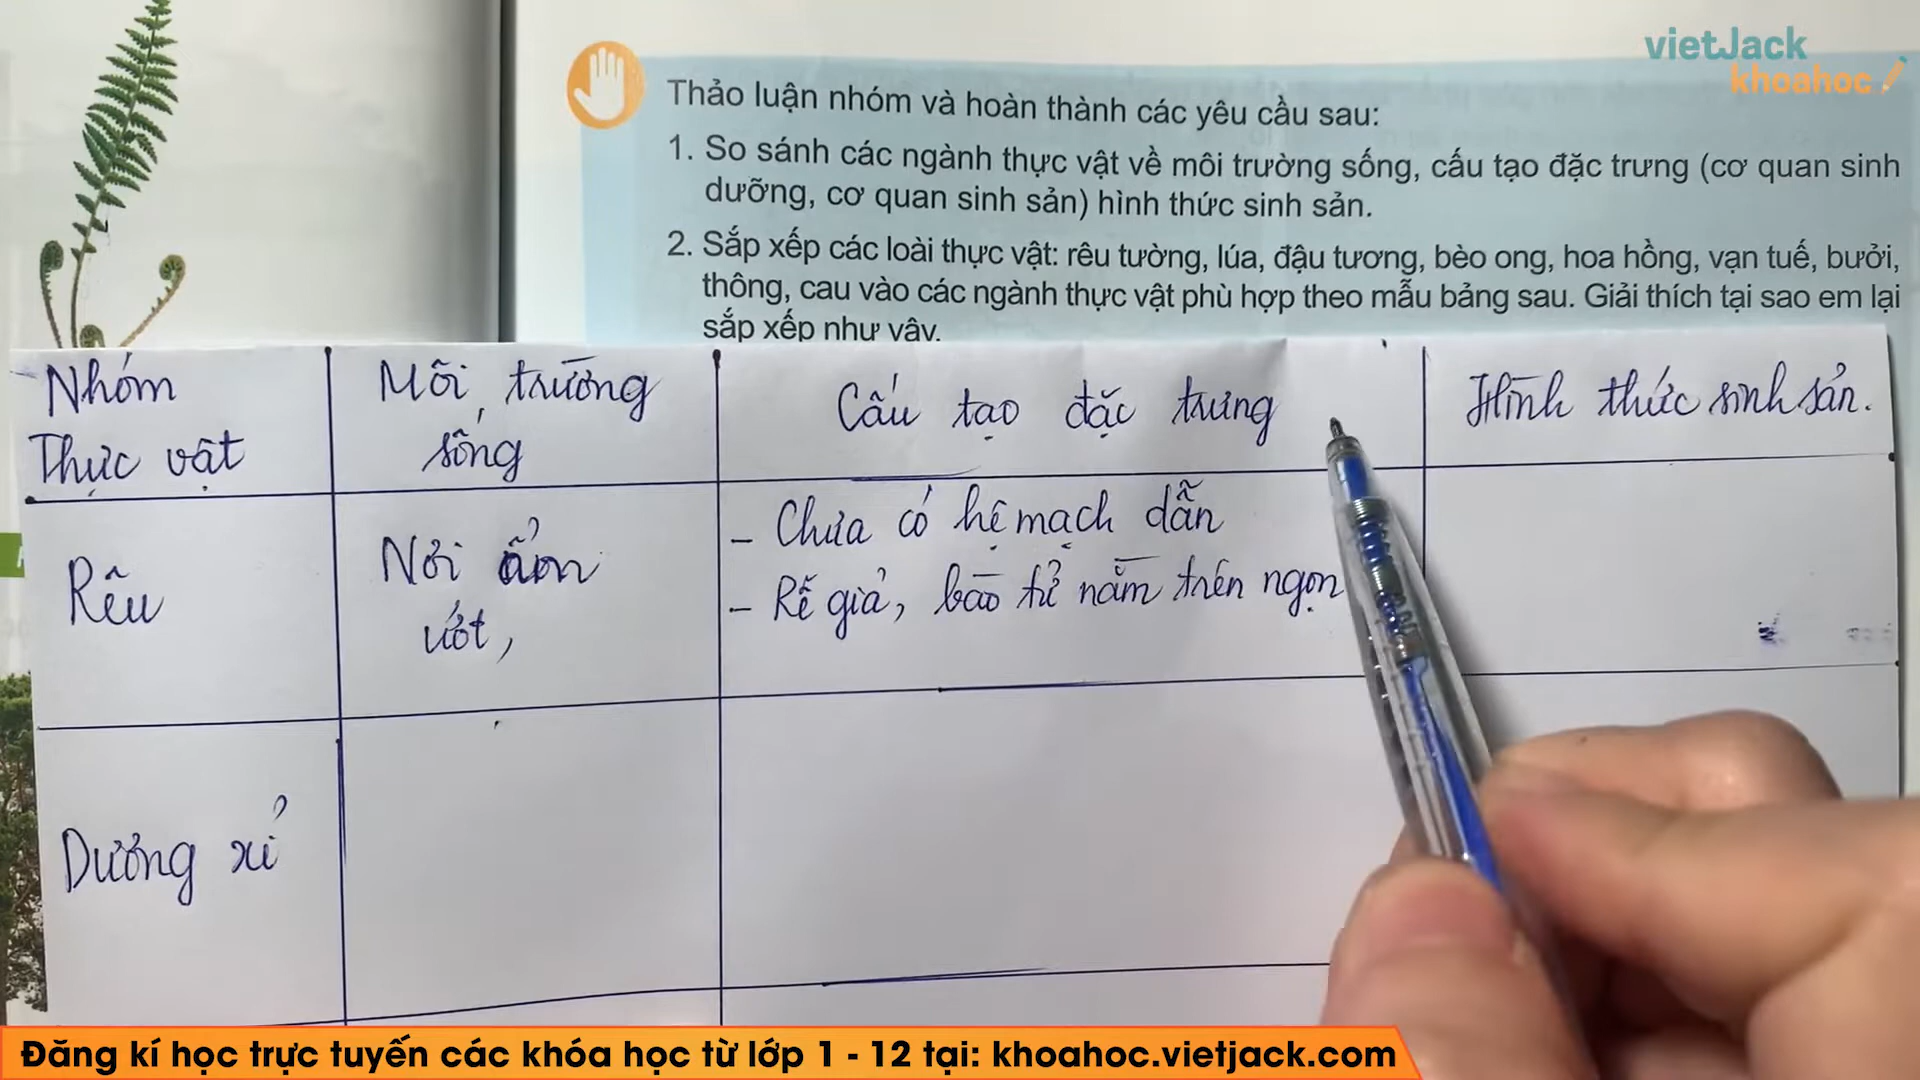 vietJack
khoahoc
Thảo luận nhóm và hoàn thành các yêu cầu sau:
1. So sánh các ngành thực vật về môi trường sống, cấu tạo đặc trưng (cơ quan sinh
dưỡng, cơ quan sinh sản) hình thức sinh sản.
2. Sắp xếp các loài thực vật: rêu tường, lúa, đậu tương, bèo ong, hoa hồng, vạn tuế, bưởi,
thông, cau vào các ngành thực vật phù hợp theo mẫu bảng sau. Giải thích tại sao em lại
sắp xếp như vậy.
Nhóm
Thực vật
Môi trường
sống
Cấu tạo đặc trưng
Hình thức sinh sản.
Rêu
Nơi ẩm
ướt,
- Chưa có hệ mạch dẫn
- Rễ giả, bào tử nằm trên ngọn
Dương xỉ
Đăng kí học trực tuyến các khóa học từ lớp 1 - 12 tại: khoahoc.vietjack.com